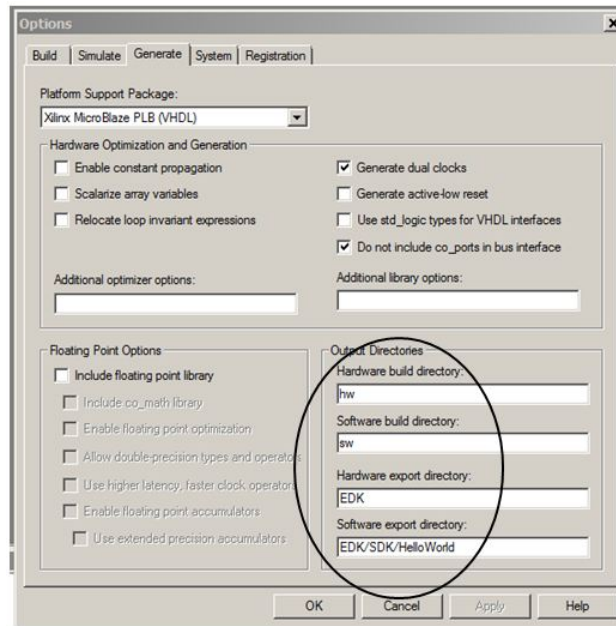 Options
Build Simulate Generate System Registration
Platform Support Package:
Xilinx MicroBlaze PLB (VHDL)
Hardware Optimization and Generation
Enable constant propagation
Scalarize array variables
Relocate loop invariant expressions
Generate dual clocks
Generate active-low reset
Use std_logic types for VHDL interfaces
Do not include co_ports in bus interface
Additional optimizer options:
Additional library options:
Floating Point Options
Include floating point library
Include co_math library
Enable floating point optimization
Allow double-precision types and operators
Use higher latency, faster clock operators
Enable floating point accumulators
Use extended precision accumulators
Output Directories
Hardware build directory:
hw
Software build directory:
sw
Hardware export directory:
EDK
Software export directory:
EDK/SDK/HelloWorld
OK Cancel Apply Help